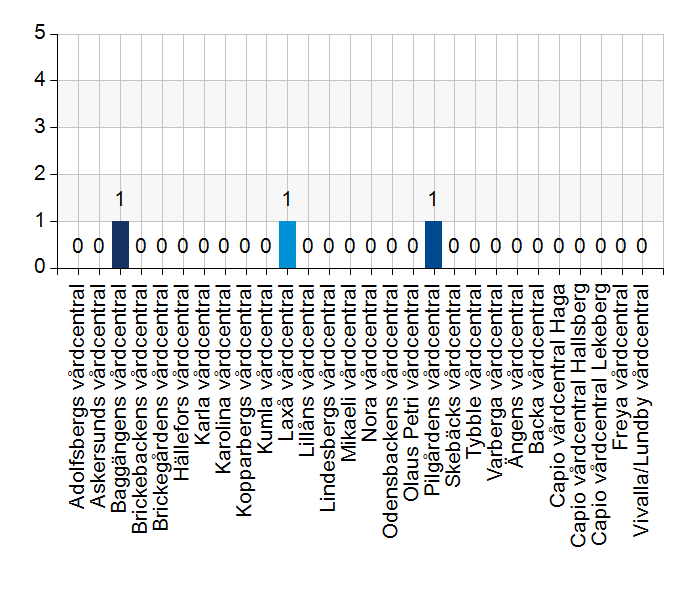 5
4
3
2
1
0
0 0 1 0 0 0 0 0 0 0 1 0 0 0 0 0 0 1 0 0 0 0 0 0 0 0 0 0
Adolfsbergs vårdcentral
Askersunds vårdcentral
Baggängens vårdcentral
Brickebackens vårdcentral
Brickegårdens vårdcentral
Hällefors vårdcentral
Karla vårdcentral
Karolina vårdcentral
Kopparbergs vårdcentral
Kumla vårdcentral
Laxå vårdcentral
Lillåns vårdcentral
Lindesbergs vårdcentral
Mikaeli vårdcentral
Nora vårdcentral
Odensbackens vårdcentral
Olaus Petri vårdcentral
Pilgårdens vårdcentral
Skebäcks vårdcentral
Tybble vårdcentral
Varberga vårdcentral
Ängens vårdcentral
Backa vårdcentral
Capio vårdcentral Haga
Capio vårdcentral Hallsberg
Capio vårdcentral Lekeberg
Freya vårdcentral
Vivalla/Lundby vårdcentral